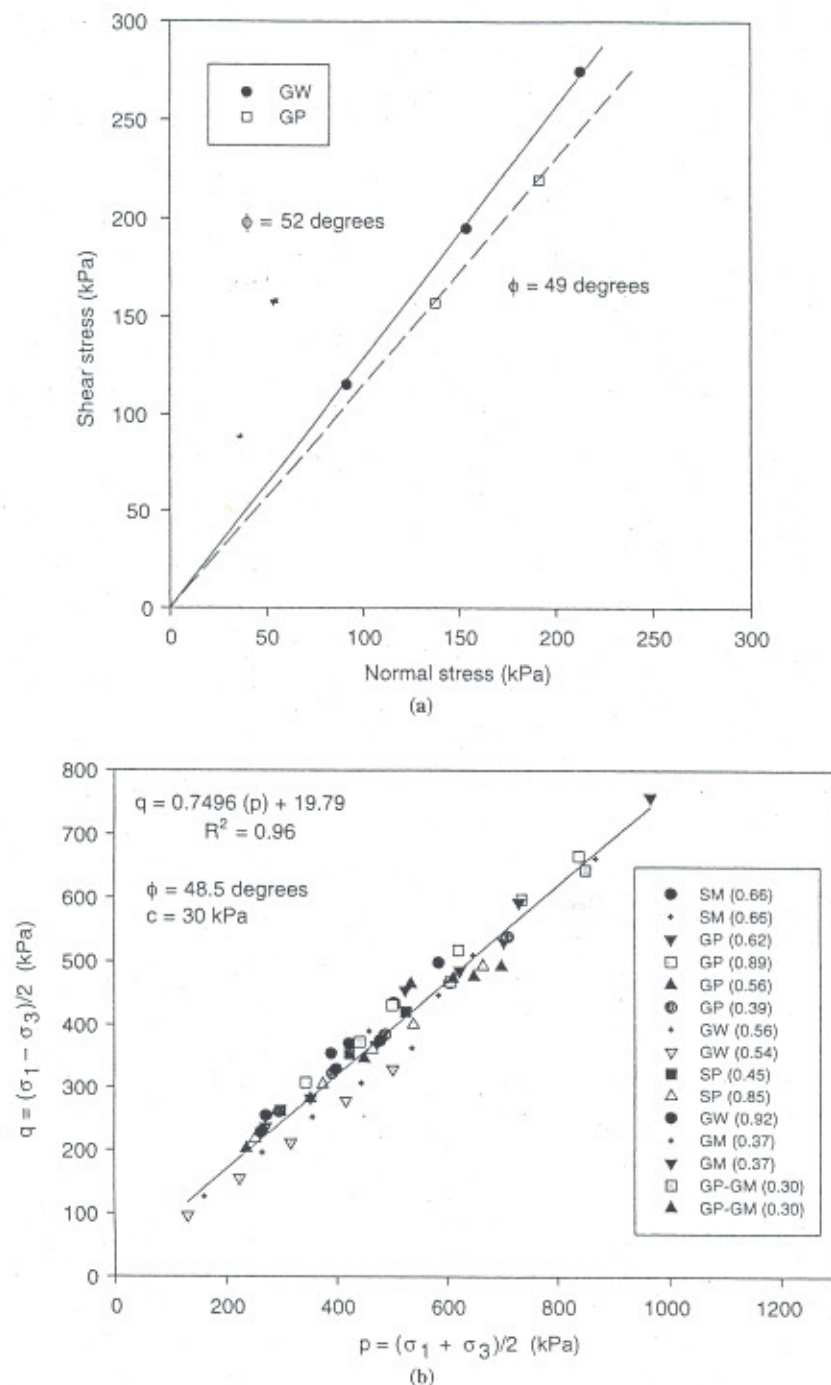 300
250
200
150
100
50
0
Shear stress (kPa)
GW
GP
ϕ = 52 degrees
ϕ = 49 degrees
0 50 100 150 200 250 300
Normal stress (kPa)
(a)
800
700
600
500
400
300
200
100
0
q = (σ₁ − σ₃)/2 (kPa)
q = 0.7496 (p) + 19.79
R² = 0.96
ϕ = 48.5 degrees
c = 30 kPa
SM (0.66)
SM (0.66)
GP (0.62)
GP (0.89)
GP (0.56)
GP (0.39)
GW (0.56)
GW (0.54)
SP (0.45)
SP (0.85)
GW (0.92)
GM (0.37)
GM (0.37)
GP-GM (0.30)
GP-GM (0.30)
0 200 400 600 800 1000 1200
p = (σ₁ + σ₃)/2 (kPa)
(b)